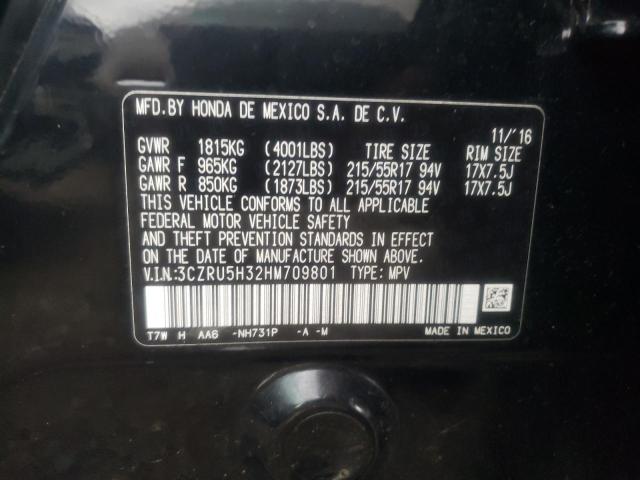 MFD.BY HONDA DE MEXICO S.A. DE C.V.
11/'16
GVWR 1815KG (4001LBS) TIRE SIZE RIM SIZE
GAWR F 965KG (2127LBS) 215/55R17 94V 17X7.5J
GAWR R 850KG (1873LBS) 215/55R17 94V 17X7.5J
THIS VEHICLE CONFORMS TO ALL APPLICABLE
FEDERAL MOTOR VEHICLE SAFETY
AND THEFT PREVENTION STANDARDS IN EFFECT
ON THE DATE OF MANUFACTURE SHOWN ABOVE.
V.I.N.:3CZRU5H32HM709801 TYPE: MPV
T7W H AA6 -NH731P -A -M MADE IN MEXICO